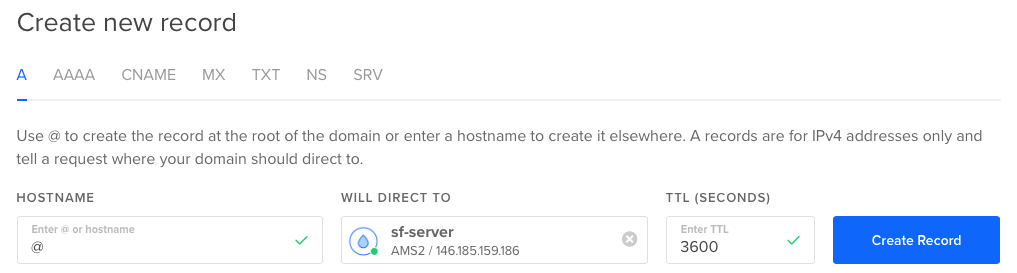 Create new record
A AAAA CNAME MX TXT NS SRV
Use @ to create the record at the root of the domain or enter a hostname to create it elsewhere. A records are for IPv4 addresses only and
tell a request where your domain should direct to.
HOSTNAME WILL DIRECT TO TTL (SECONDS)
Enter @ or hostname
@
sf-server
AMS2 / 146.185.159.186
Enter TTL
3600
Create Record